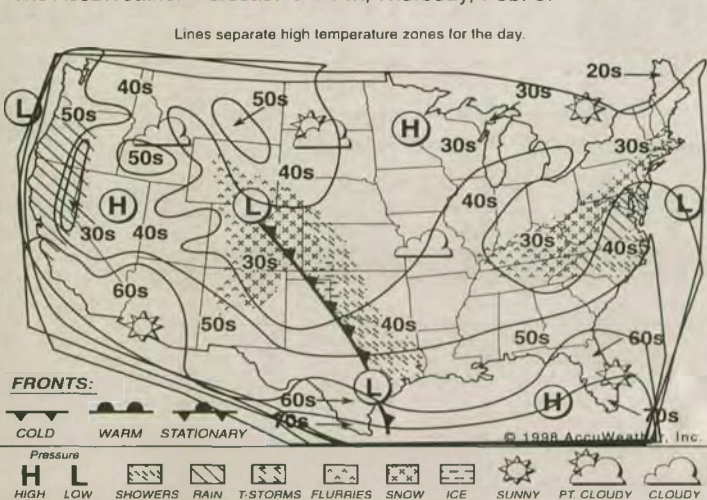 Lines separate high temperature zones for the day.
20s
40s
50s
30s
50s
L
H
30s
30s
50s
40s
40s
L
L
H
30s
40s
30s
30s
40s
60s
50s
40s
50s
60s
FRONTS:
L
60s
H
70s
70s
COLD WARM STATIONARY
© 1998 AccuWeather, Inc.
Pressure
H L
HIGH LOW SHOWERS RAIN T-STORMS FLURRIES SNOW ICE SUNNY PT. CLOUDY CLOUDY